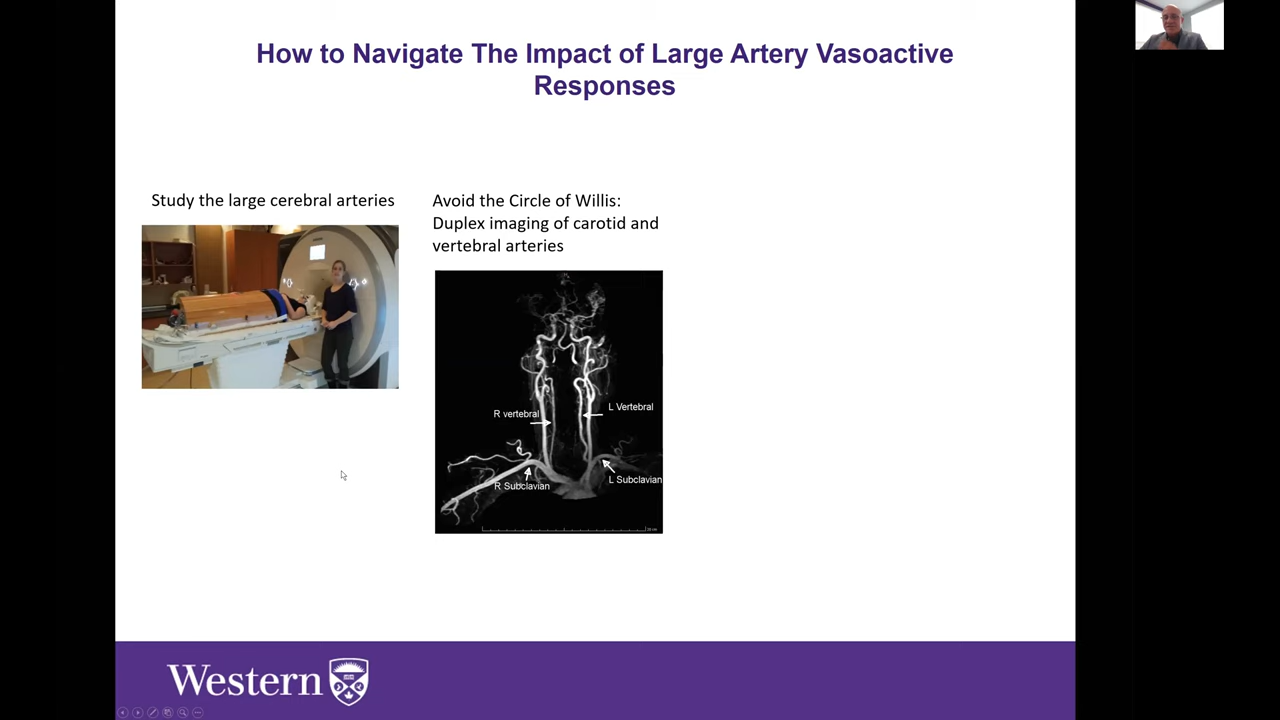 How to Navigate The Impact of Large Artery Vasoactive
Responses
Study the large cerebral arteries
Avoid the Circle of Willis:
Duplex imaging of carotid and
vertebral arteries
R vertebral
L Vertebral
R Subclavian
L Subclavian
Western